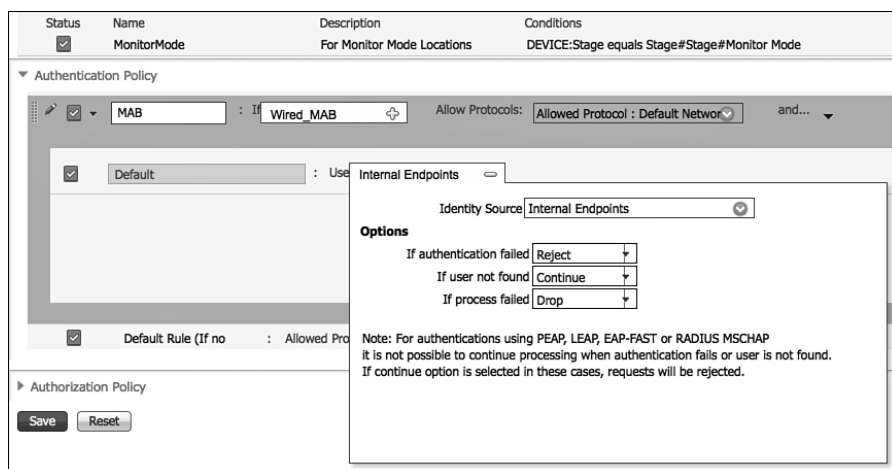 Status Name Description Conditions
MonitorMode For Monitor Mode Locations DEVICE:Stage equals Stage#Stage#Monitor Mode
Authentication Policy
MAB : If Wired_MAB Allow Protocols: Allowed Protocol : Default Networ and...
Default : Use Internal Endpoints
Identity Source Internal Endpoints
Options
If authentication failed Reject
If user not found Continue
If process failed Drop
Default Rule (If no : Allowed Pro
Note: For authentications using PEAP, LEAP, EAP-FAST or RADIUS MSCHAP
it is not possible to continue processing when authentication fails or user is not found.
If continue option is selected in these cases, requests will be rejected.
Authorization Policy
Save Reset